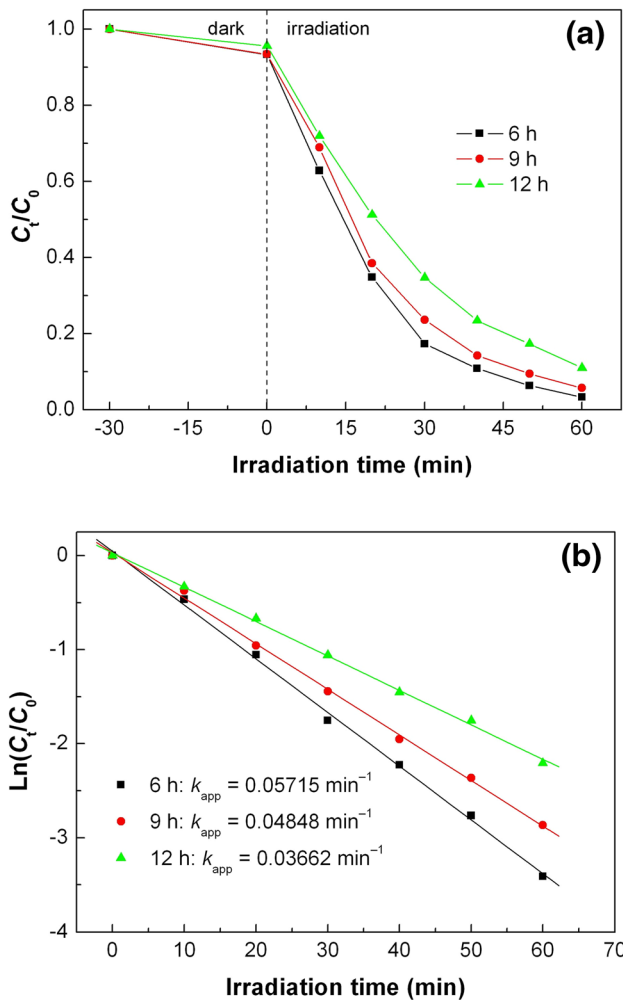 dark irradiation (a)
1.0
0.8
0.6
0.4
0.2
0.0
Cₜ/C₀
6 h
9 h
12 h
-30 -15 0 15 30 45 60
Irradiation time (min)
(b)
0
-1
-2
-3
-4
Ln(Cₜ/C₀)
6 h: k_app = 0.05715 min⁻¹
9 h: k_app = 0.04848 min⁻¹
12 h: k_app = 0.03662 min⁻¹
0 10 20 30 40 50 60 70
Irradiation time (min)